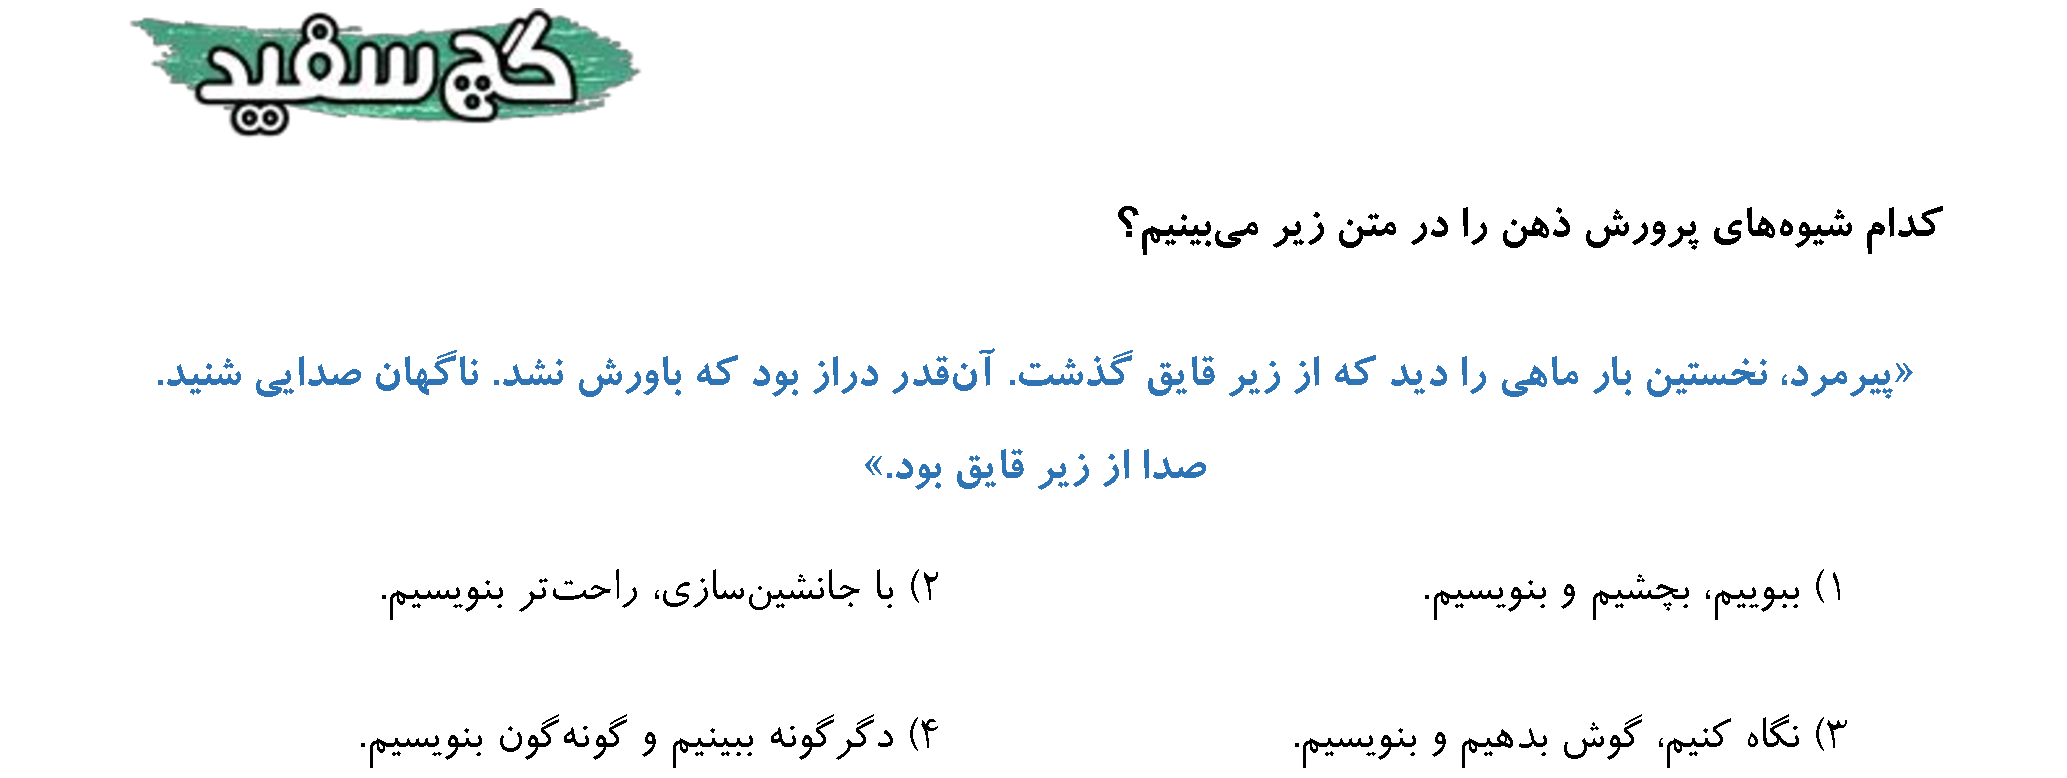 گچ سفید
کدام شیوه‌های پرورش ذهن را در متن زیر می‌بینیم؟
«پیرمرد، نخستین بار ماهی را دید که از زیر قایق گذشت. آن‌قدر دراز بود که باورش نشد. ناگهان صدایی شنید.
صدا از زیر قایق بود.»
۱) ببوییم، بچشیم و بنویسیم.
۲) با جانشین‌سازی، راحت‌تر بنویسیم.
۳) نگاه کنیم، گوش بدهیم و بنویسیم.
۴) دگرگونه ببینیم و گونه‌گون بنویسیم.